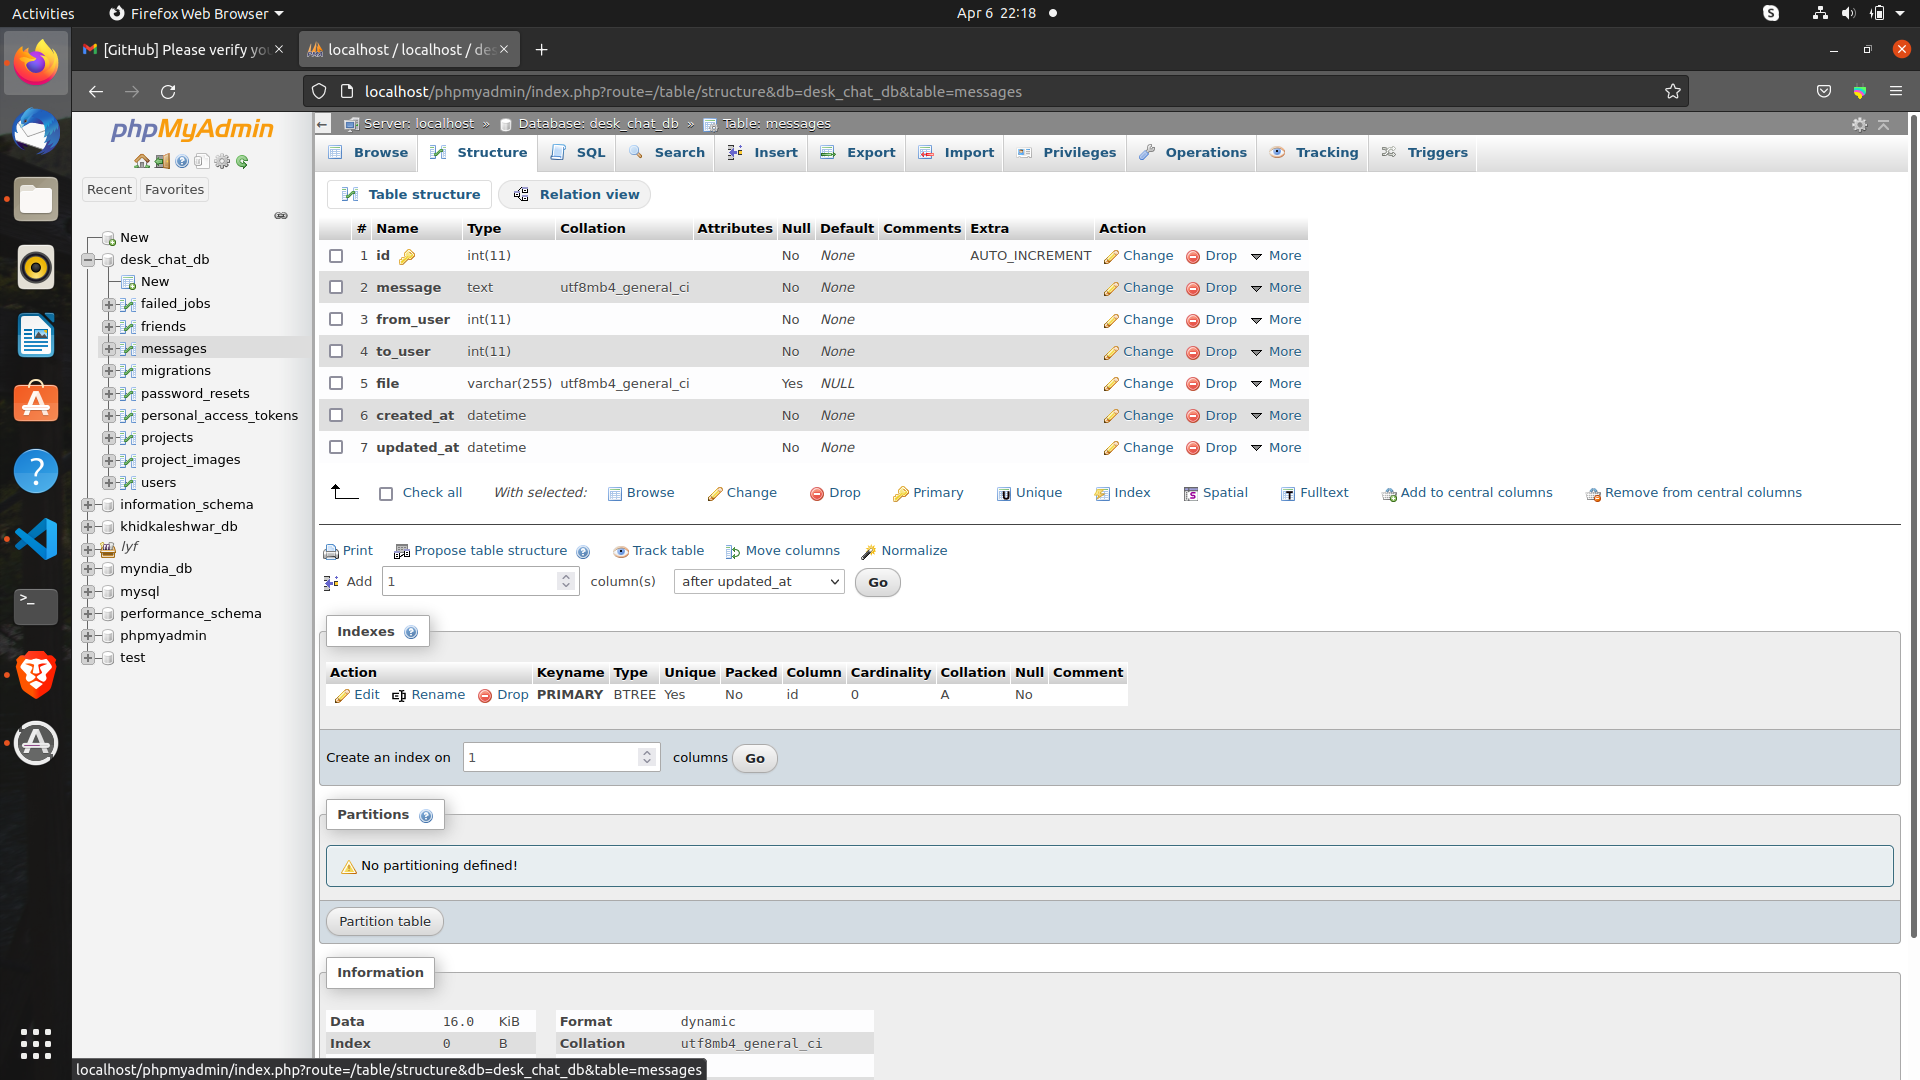 Activities
Firefox Web Browser
Apr 6 22:18
[GitHub] Please verify yo
localhost / localhost / des
localhost/phpmyadmin/index.php?route=/table/structure&db=desk_chat_db&table=messages
phpMyAdmin
Recent
Favorites
New
desk_chat_db
New
failed_jobs
friends
messages
migrations
password_resets
personal_access_tokens
projects
project_images
users
information_schema
khidkaleshwar_db
lyf
myndia_db
mysql
performance_schema
phpmyadmin
test
Server: localhost » Database: desk_chat_db » Table: messages
Browse Structure SQL Search Insert Export Import Privileges Operations Tracking Triggers
Table structure Relation view
# Name Type Collation Attributes Null Default Comments Extra Action
1 id int(11) No None AUTO_INCREMENT Change Drop More
2 message text utf8mb4_general_ci No None Change Drop More
3 from_user int(11) No None Change Drop More
4 to_user int(11) No None Change Drop More
5 file varchar(255) utf8mb4_general_ci Yes NULL Change Drop More
6 created_at datetime No None Change Drop More
7 updated_at datetime No None Change Drop More
Check all With selected: Browse Change Drop Primary Unique Index Spatial Fulltext Add to central columns Remove from central columns
Print Propose table structure Track table Move columns Normalize
Add 1 column(s) after updated_at Go
Indexes
Action Keyname Type Unique Packed Column Cardinality Collation Null Comment
Edit Rename Drop PRIMARY BTREE Yes No id 0 A No
Create an index on 1 columns Go
Partitions
No partitioning defined!
Partition table
Information
Data 16.0 KiB
Index 0 B
Format dynamic
Collation utf8mb4_general_ci
localhost/phpmyadmin/index.php?route=/table/structure&db=desk_chat_db&table=messages